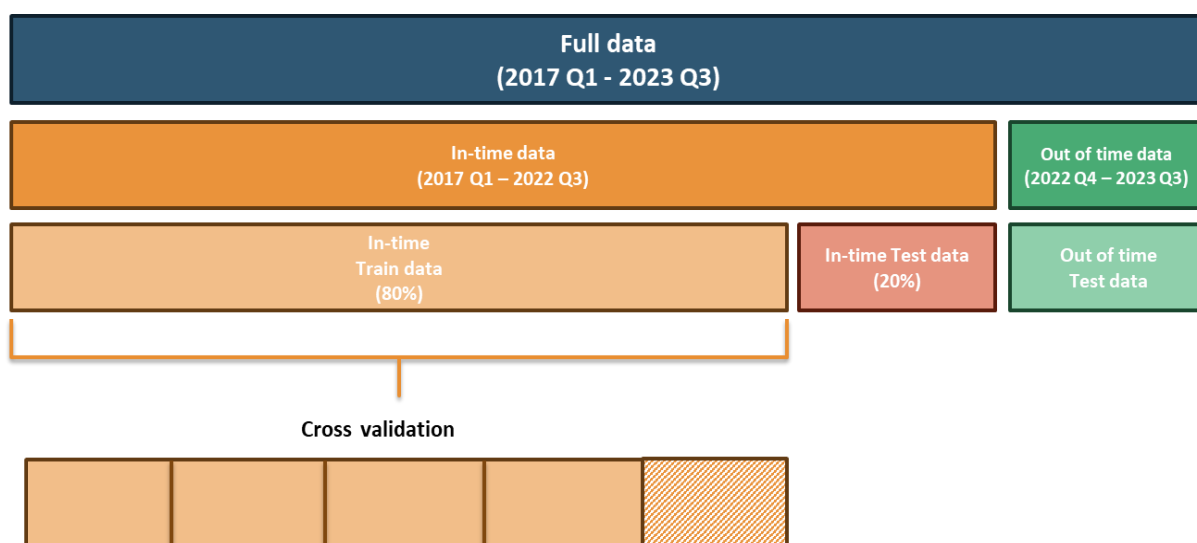 Full data
(2017 Q1 - 2023 Q3)
In-time data
(2017 Q1 – 2022 Q3)
Out of time data
(2022 Q4 – 2023 Q3)
In-time
Train data
(80%)
In-time Test data
(20%)
Out of time
Test data
Cross validation